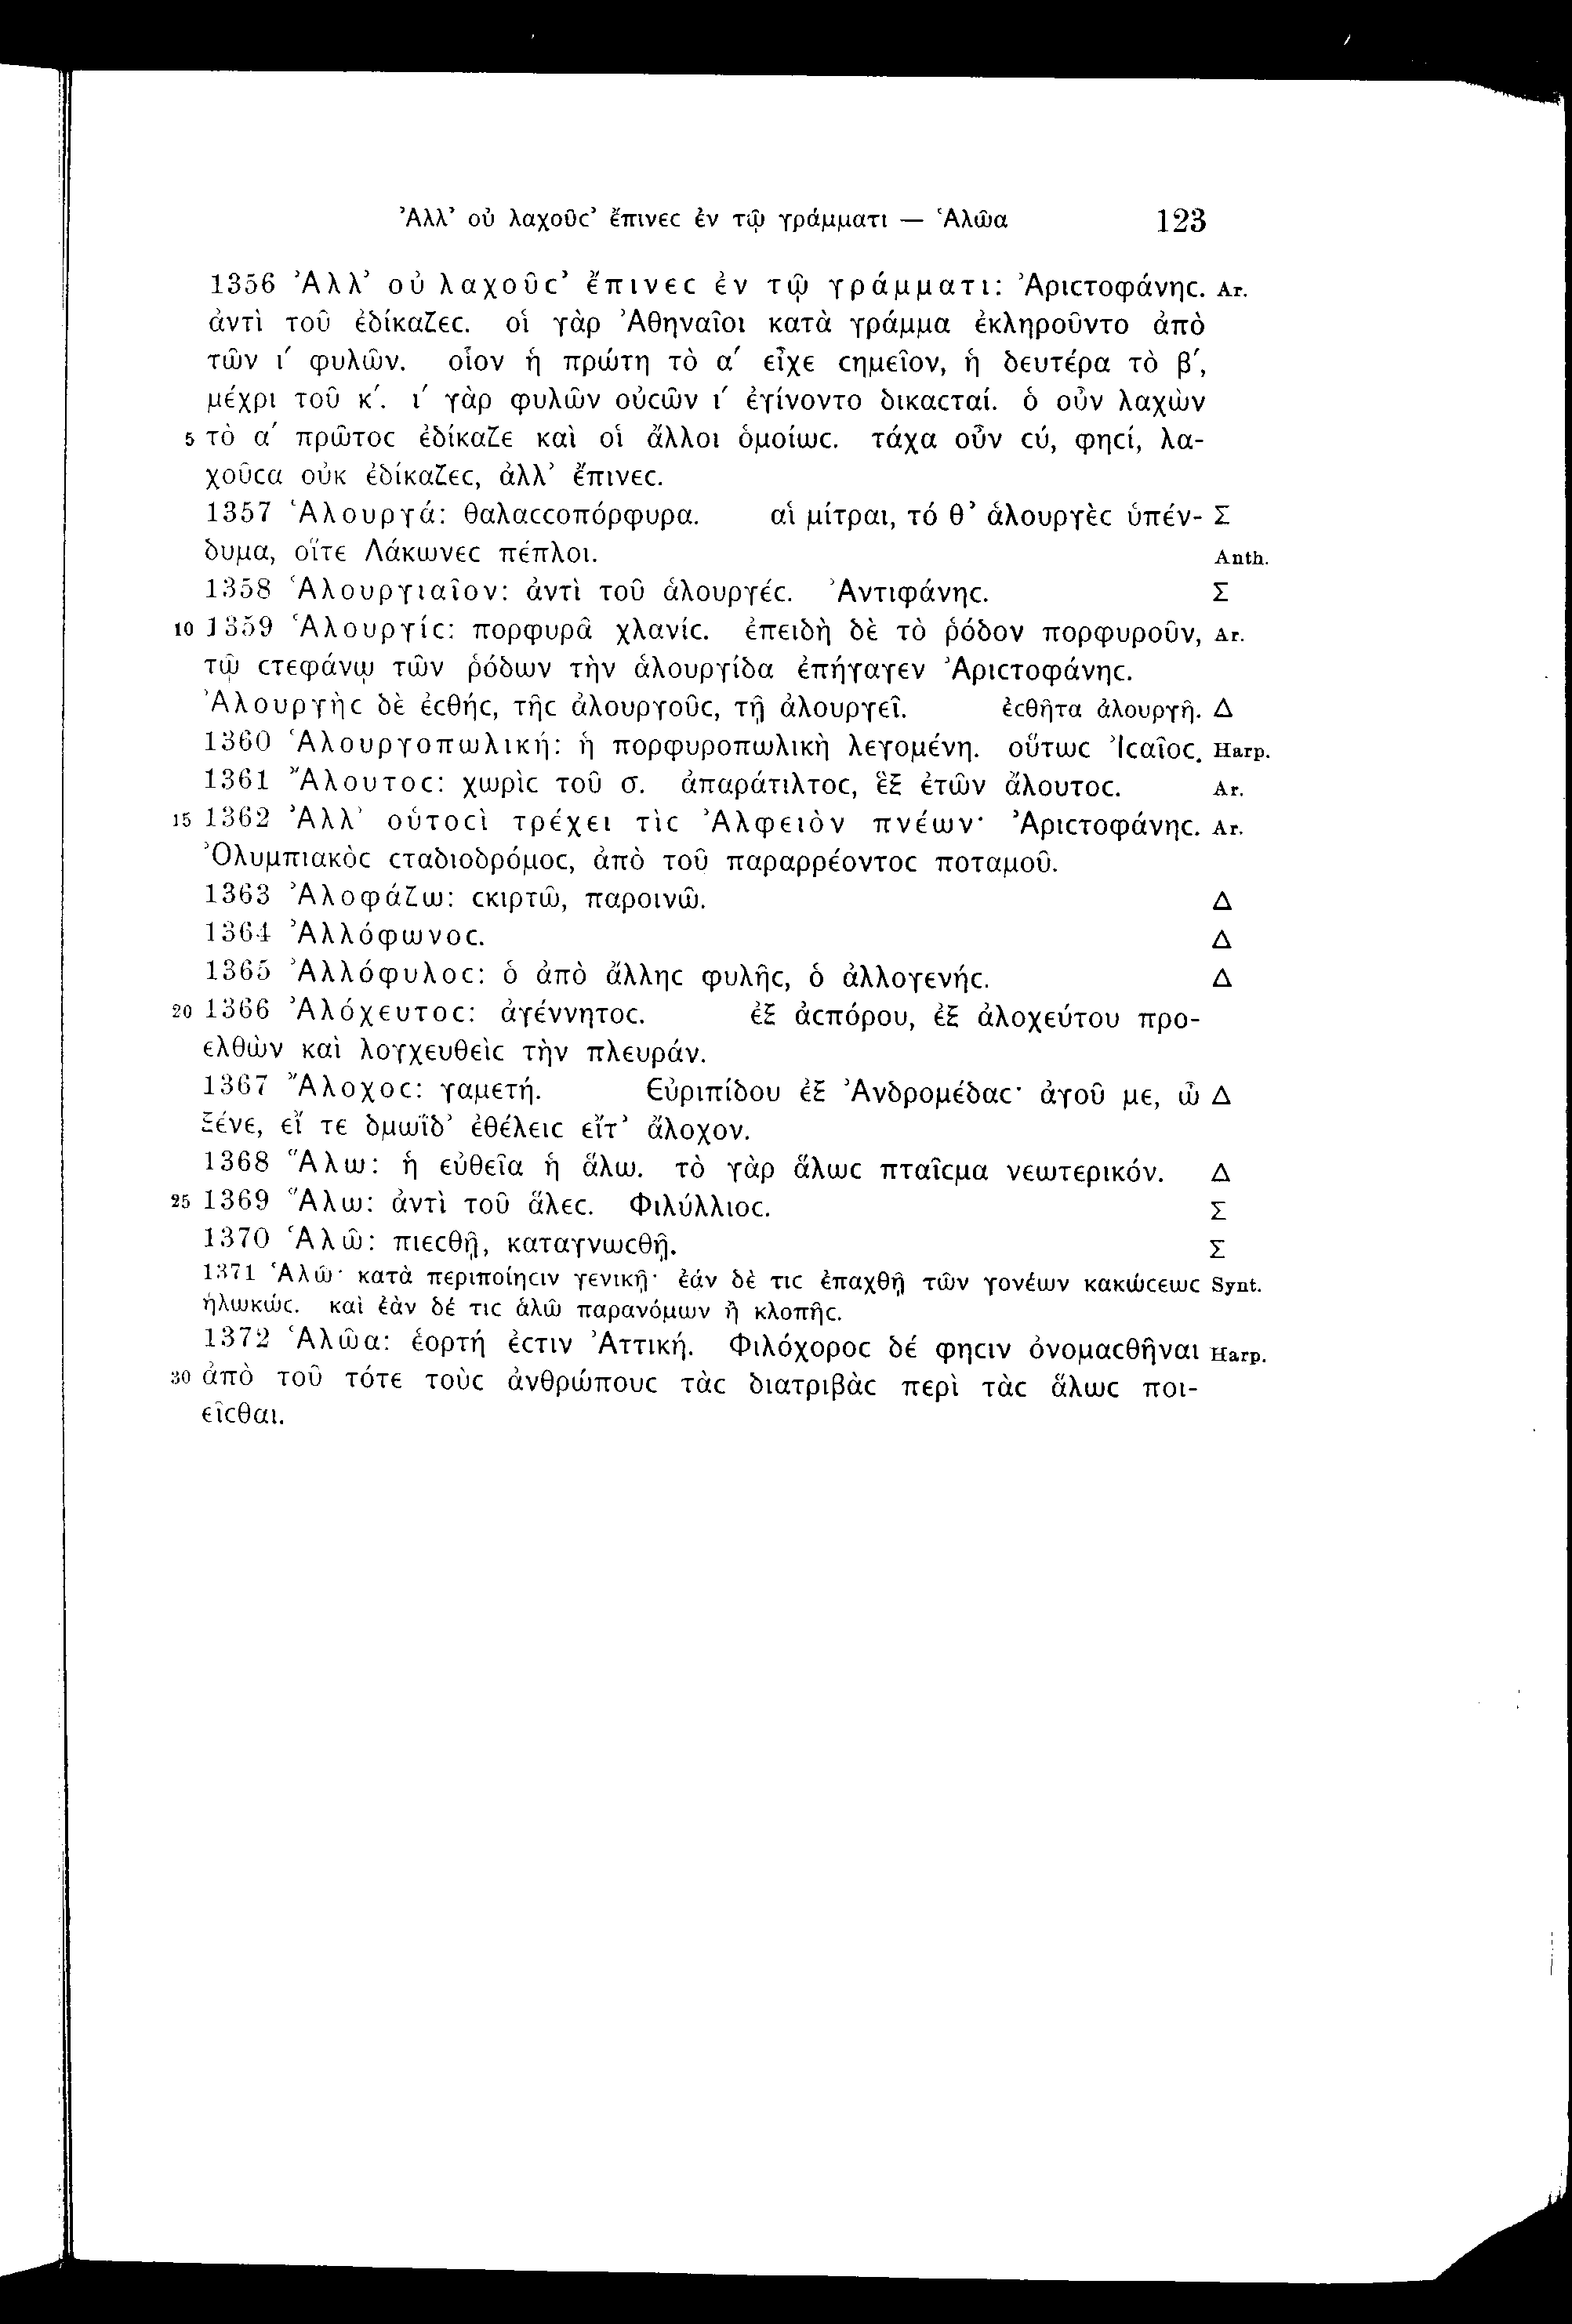 Ἀλλ’ οὐ λαχοῦϲ’ ἔπινεϲ ἐν τῷ γράμματι — Ἁλῶα 123
1356 Ἀλλ’ οὐ λαχοῦϲ’ ἔπινεϲ ἐν τῷ γράμματι: Ἀριϲτοφάνηϲ. Ar.
ἀντὶ τοῦ ἐδίκαζεϲ. οἱ γὰρ Ἀθηναῖοι κατὰ γράμμα ἐκληροῦντο ἀπὸ
τῶν ι′ φυλῶν. οἷον ἡ πρώτη τὸ α′ εἶχε ϲημεῖον, ἡ δευτέρα τὸ β′,
μέχρι τοῦ κ′. ι′ γὰρ φυλῶν οὐϲῶν ι′ ἐγίνοντο δικαϲταί. ὁ οὖν λαχὼν
5 τὸ α′ πρῶτοϲ ἐδίκαζε καὶ οἱ ἄλλοι ὁμοίωϲ. τάχα οὖν ϲύ, φηϲί, λα-
χοῦϲα οὐκ ἐδίκαζεϲ, ἀλλ’ ἔπινεϲ.
1357 Ἁλουργά: θαλαϲϲοπόρφυρα. αἱ μίτραι, τό θ’ ἁλουργὲϲ ὑπέν- Σ
δυμα, οἵτε Λάκωνεϲ πέπλοι. Anth.
1358 Ἁλουργιαῖον: ἀντὶ τοῦ ἁλουργέϲ. Ἀντιφάνηϲ. Σ
10 1359 Ἁλουργίϲ: πορφυρᾶ χλανίϲ. ἐπειδὴ δὲ τὸ ῥόδον πορφυροῦν, Ar.
τῷ ϲτεφάνῳ τῶν ῥόδων τὴν ἁλουργίδα ἐπήγαγεν Ἀριϲτοφάνηϲ.
Ἁλουργὴϲ δὲ ἐϲθήϲ, τῆϲ ἁλουργοῦϲ, τῇ ἁλουργεῖ. ἐϲθῆτα ἁλουργῆ. Δ
1360 Ἁλουργοπωλική: ἡ πορφυροπωλικὴ λεγομένη. οὕτωϲ Ἰϲαῖοϲ. Harp.
1361 Ἄλουτοϲ: χωρὶϲ τοῦ σ. ἀπαράτιλτοϲ, ἓξ ἐτῶν ἄλουτοϲ. Ar.
15 1362 Ἀλλ’ οὑτοϲὶ τρέχει τὶϲ Ἀλφειὸν πνέων· Ἀριϲτοφάνηϲ. Ar.
Ὀλυμπιακὸϲ ϲταδιοδρόμοϲ, ἀπὸ τοῦ παραρρέοντοϲ ποταμοῦ.
1363 Ἀλοφάζω: ϲκιρτῶ, παροινῶ. Δ
1364 Ἀλλόφωνοϲ. Δ
1365 Ἀλλόφυλοϲ: ὁ ἀπὸ ἄλληϲ φυλῆϲ, ὁ ἀλλογενήϲ. Δ
20 1366 Ἀλόχευτοϲ: ἀγέννητοϲ. ἐξ ἀϲπόρου, ἐξ ἀλοχεύτου προ-
ελθὼν καὶ λογχευθεὶϲ τὴν πλευράν.
1367 Ἄλοχοϲ: γαμετή. Εὐριπίδου ἐξ Ἀνδρομέδαϲ· ἀγοῦ με, ὦ Δ
ξένε, εἴ τε δμωΐδ’ ἐθέλειϲ εἴτ’ ἄλοχον.
1368 Ἅλω: ἡ εὐθεῖα ἡ ἅλω. τὸ γὰρ ἅλωϲ πταῖϲμα νεωτερικόν. Δ
25 1369 Ἅλω: ἀντὶ τοῦ ἅλεϲ. Φιλύλλιοϲ. Σ
1370 Ἁλῶ: πιεϲθῇ, καταγνωϲθῇ. Σ
1371 Ἁλῶ· κατὰ περιποίηϲιν γενικῇ· ἐάν δὲ τιϲ ἐπαχθῇ τῶν γονέων κακώϲεωϲ Synt.
ἡλωκώϲ. καὶ ἐὰν δέ τιϲ ἁλῶ παρανόμων ἢ κλοπῆϲ.
1372 Ἁλῶα: ἑορτή ἐϲτιν Ἀττική. Φιλόχοροϲ δέ φηϲιν ὀνομαϲθῆναι Harp.
30 ἀπὸ τοῦ τότε τοὺϲ ἀνθρώπουϲ τὰϲ διατριβὰϲ περὶ τὰϲ ἅλωϲ ποι-
εῖϲθαι.